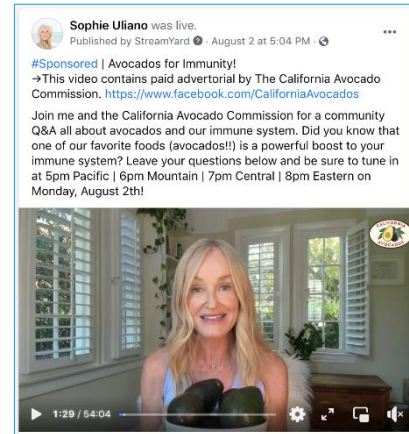 Sophie Uliano was live.
Published by StreamYard · August 2 at 5:04 PM ·
#Sponsored | Avocados for Immunity!
→This video contains paid advertorial by The California Avocado
Commission. https://www.facebook.com/CaliforniaAvocados
Join me and the California Avocado Commission for a community
Q&A all about avocados and our immune system. Did you know that
one of our favorite foods (avocados!!) is a powerful boost to your
immune system? Leave your questions below and be sure to tune in
at 5pm Pacific | 6pm Mountain | 7pm Central | 8pm Eastern on
Monday, August 2th!
CALIFORNIA
AVOCADOS
1:29 / 54:04